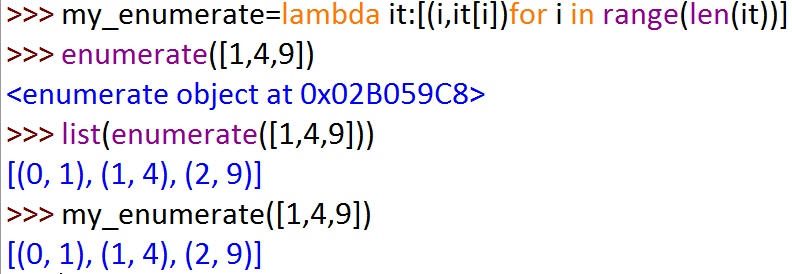 >>> my_enumerate=lambda it:[(i,it[i])for i in range(len(it))]
>>> enumerate([1,4,9])
<enumerate object at 0x02B059C8>
>>> list(enumerate([1,4,9]))
[(0, 1), (1, 4), (2, 9)]
>>> my_enumerate([1,4,9])
[(0, 1), (1, 4), (2, 9)]